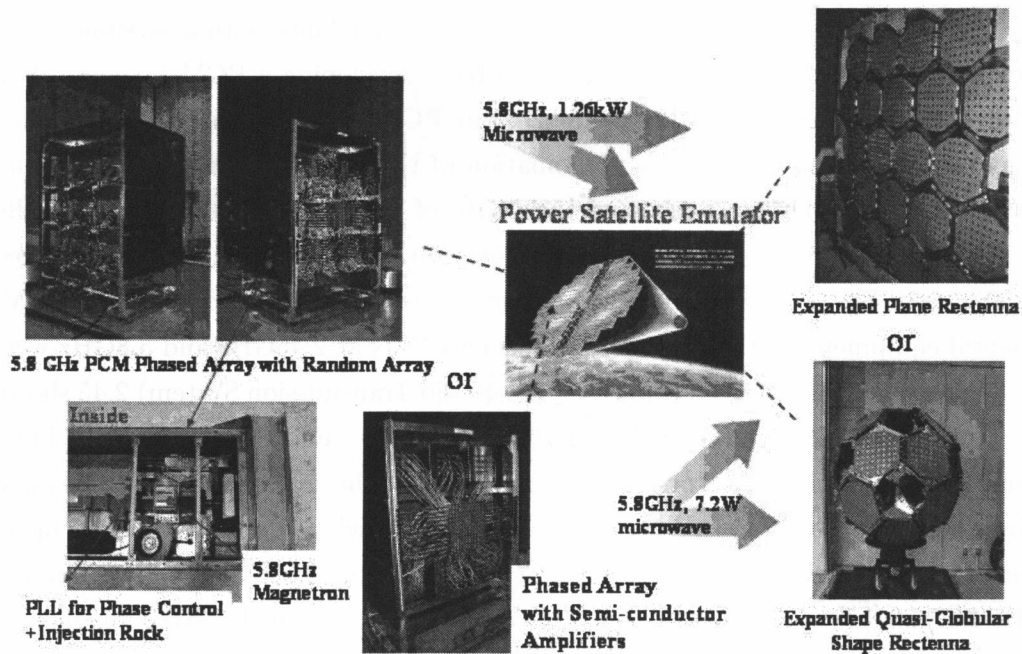 5.8GHz, 1.26kW
Microwave
Power Satellite Emulator
Expanded Plane Rectenna
or
5.8 GHz PCM Phased Array with Random Array
or
Inside
5.8GHz
Magnetron
PLL for Phase Control
+Injection Rock
5.8GHz, 7.2W
microwave
Phased Array
with Semi-conductor
Amplifiers
Expanded Quasi-Globular
Shape Rectenna